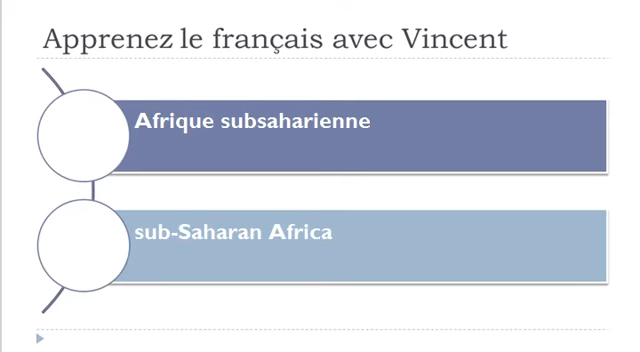 Apprenez le français avec Vincent
Afrique subsaharienne
sub-Saharan Africa